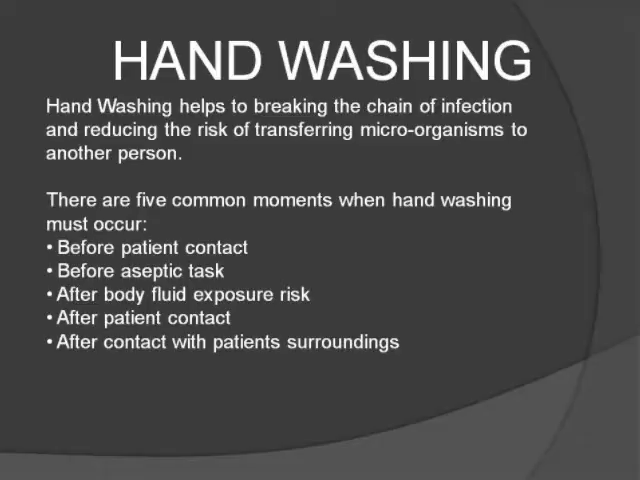 HAND WASHING
Hand Washing helps to breaking the chain of infection
and reducing the risk of transferring micro-organisms to
another person.
There are five common moments when hand washing
must occur:
• Before patient contact
• Before aseptic task
• After body fluid exposure risk
• After patient contact
• After contact with patients surroundings